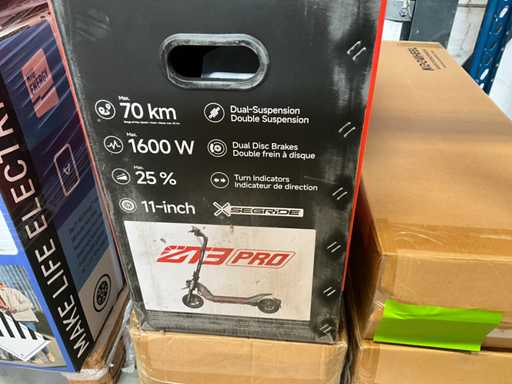 Max.
70 km
Max.
1600 W
Max.
25 %
11-inch
Dual-Suspension
Double Suspension
Dual Disc Brakes
Double frein à disque
Turn Indicators
Indicateur de direction
SEGRIDE
ZT3 PRO
ENERGY
MAKE LIFE ELECTRI